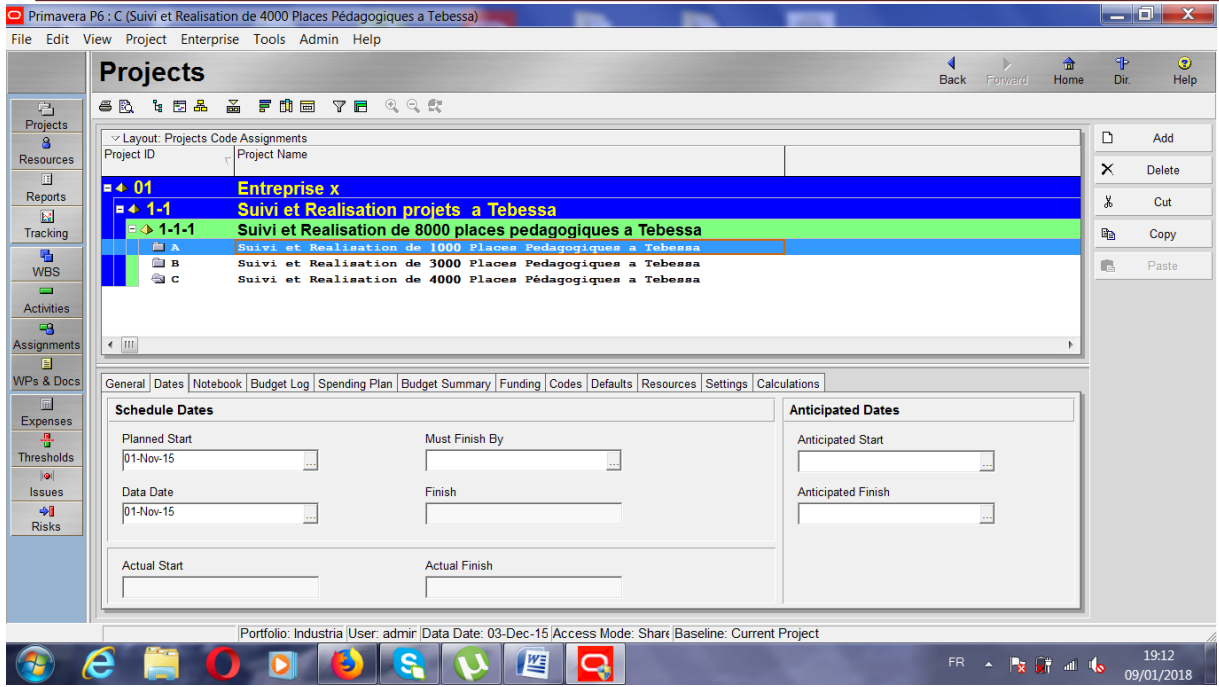 Primavera P6 : C (Suivi et Realisation de 4000 Places Pédagogiques a Tebessa)
File Edit View Project Enterprise Tools Admin Help
Projects
Back Forward Home Dir. Help
Projects
Resources
Reports
Tracking
WBS
Activities
Assignments
WPs & Docs
Expenses
Thresholds
Issues
Risks
Layout: Projects Code Assignments
Project ID Project Name
01 Entreprise x
1-1 Suivi et Realisation projets a Tebessa
1-1-1 Suivi et Realisation de 8000 places pedagogiques a Tebessa
A Suivi et Realisation de 1000 Places Pedagogiques a Tebessa
B Suivi et Realisation de 3000 Places Pedagogiques a Tebessa
C Suivi et Realisation de 4000 Places Pédagogiques a Tebessa
Add
Delete
Cut
Copy
Paste
General Dates Notebook Budget Log Spending Plan Budget Summary Funding Codes Defaults Resources Settings Calculations
Schedule Dates Anticipated Dates
Planned Start Must Finish By Anticipated Start
01-Nov-15
Data Date Finish Anticipated Finish
01-Nov-15
Actual Start Actual Finish
Portfolio: Industria User: admir Data Date: 03-Dec-15 Access Mode: Share Baseline: Current Project
FR 19:12
09/01/2018